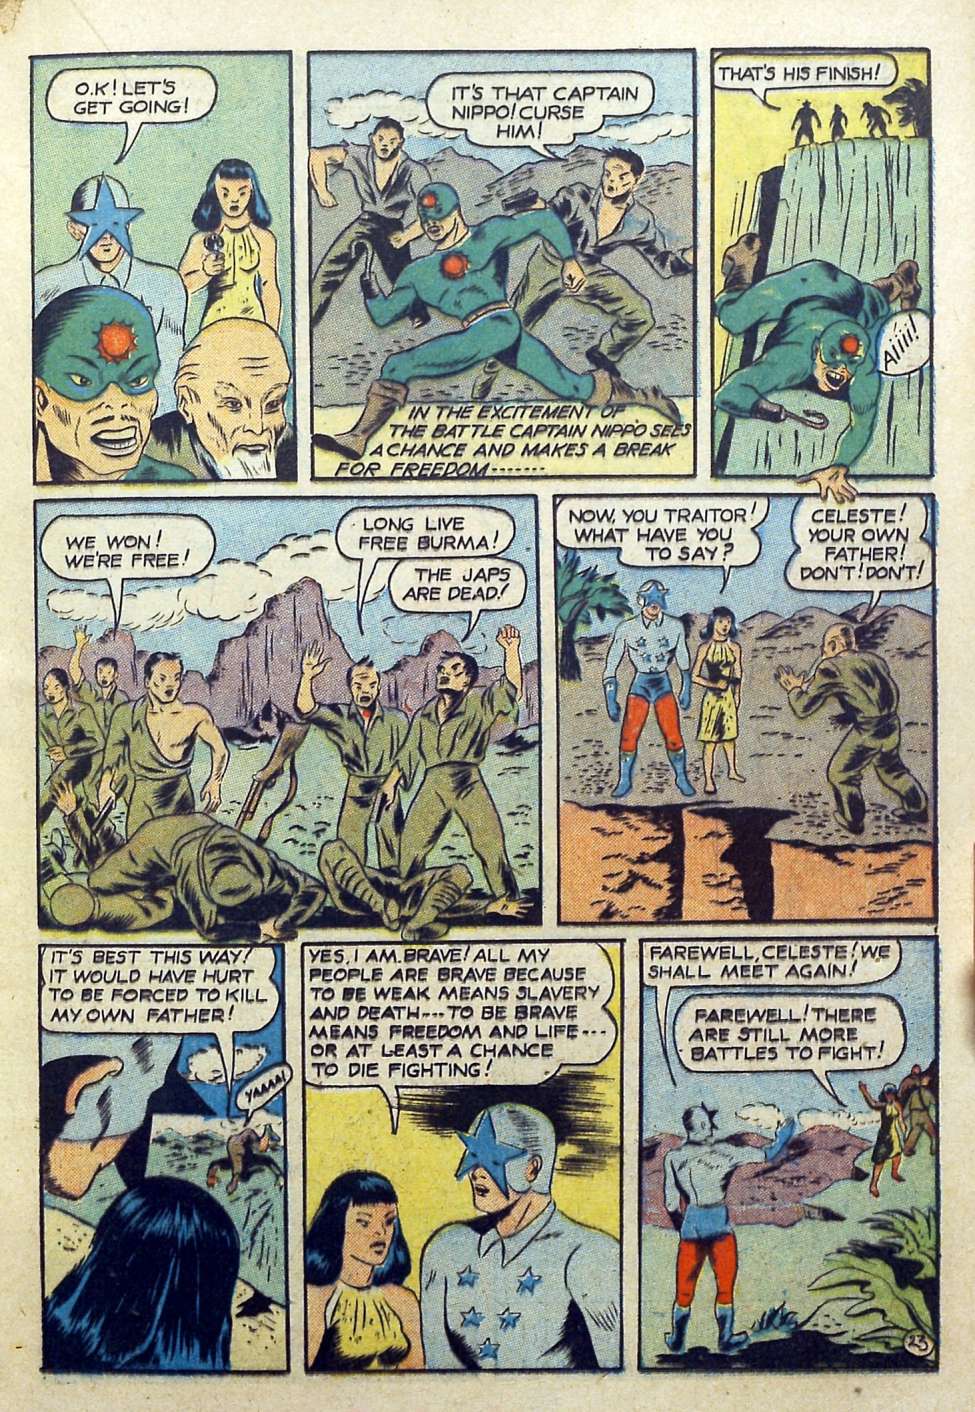 O.K! LET'S
GET GOING!
IT'S THAT CAPTAIN
NIPPO! CURSE
HIM!
IN THE EXCITEMENT OF
THE BATTLE CAPTAIN NIPPO SEES
A CHANCE AND MAKES A BREAK
FOR FREEDOM-------
THAT'S HIS FINISH!
Aiiii!
WE WON!
WE'RE FREE!
LONG LIVE
FREE BURMA!
THE JAPS
ARE DEAD!
NOW, YOU TRAITOR!
WHAT HAVE YOU
TO SAY?
CELESTE!
YOUR OWN
FATHER!
DON'T! DON'T!
IT'S BEST THIS WAY!
IT WOULD HAVE HURT
TO BE FORCED TO KILL
MY OWN FATHER!
YAAAA!
YES, I AM BRAVE! ALL MY
PEOPLE ARE BRAVE BECAUSE
TO BE WEAK MEANS SLAVERY
AND DEATH---TO BE BRAVE
MEANS FREEDOM AND LIFE---
OR AT LEAST A CHANCE
TO DIE FIGHTING!
FAREWELL, CELESTE! WE
SHALL MEET AGAIN!
FAREWELL! THERE
ARE STILL MORE
BATTLES TO FIGHT!
23